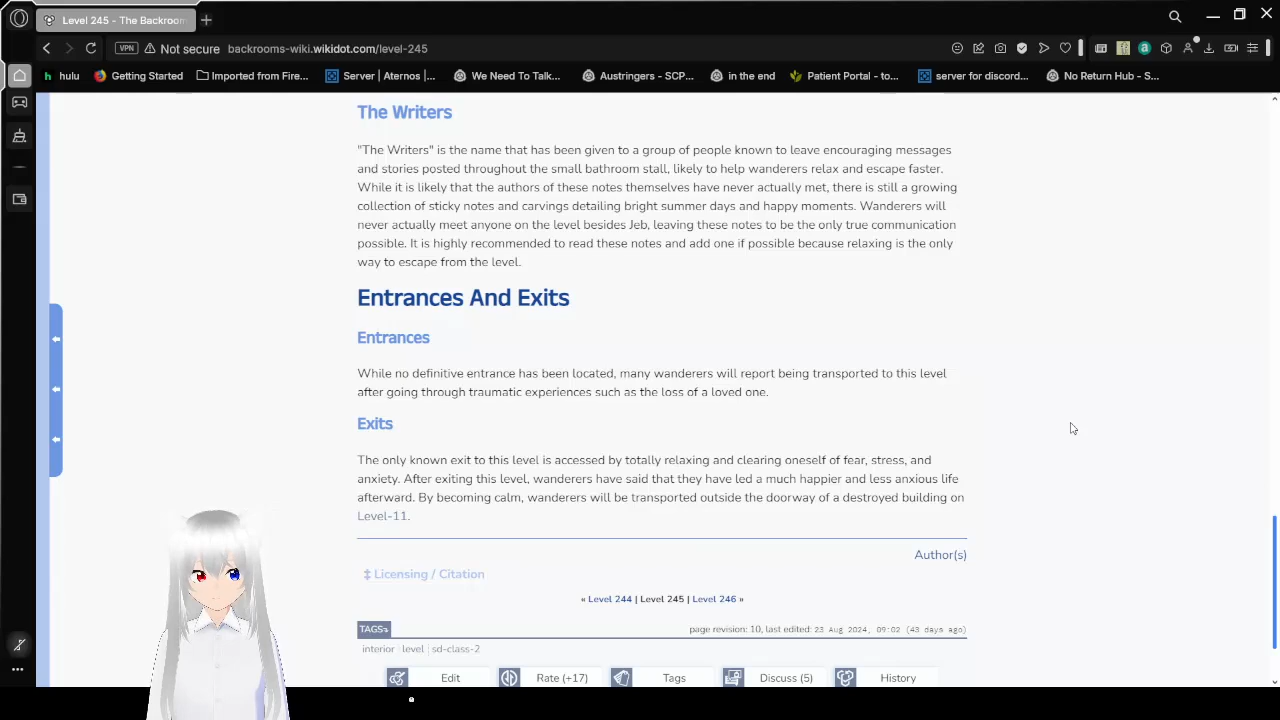 Level 245 - The Backroom
VPN Not secure backrooms-wiki.wikidot.com/level-245
hulu Getting Started Imported from Fire... Server | Aternos |... We Need To Talk... Austringers - SCP... in the end Patient Portal - to... server for discord... No Return Hub - S...
The Writers
"The Writers" is the name that has been given to a group of people known to leave encouraging messages
and stories posted throughout the small bathroom stall, likely to help wanderers relax and escape faster.
While it is likely that the authors of these notes themselves have never actually met, there is still a growing
collection of sticky notes and carvings detailing bright summer days and happy moments. Wanderers will
never actually meet anyone on the level besides Jeb, leaving these notes to be the only true communication
possible. It is highly recommended to read these notes and add one if possible because relaxing is the only
way to escape from the level.
Entrances And Exits
Entrances
While no definitive entrance has been located, many wanderers will report being transported to this level
after going through traumatic experiences such as the loss of a loved one.
Exits
The only known exit to this level is accessed by totally relaxing and clearing oneself of fear, stress, and
anxiety. After exiting this level, wanderers have said that they have led a much happier and less anxious life
afterward. By becoming calm, wanderers will be transported outside the doorway of a destroyed building on
Level-11.
Author(s)
Licensing / Citation
« Level 244 | Level 245 | Level 246 »
TAGS page revision: 10, last edited: 23 Aug 2024, 09:02 (43 days ago)
interior level sd-class-2
Edit Rate (+17) Tags Discuss (5) History